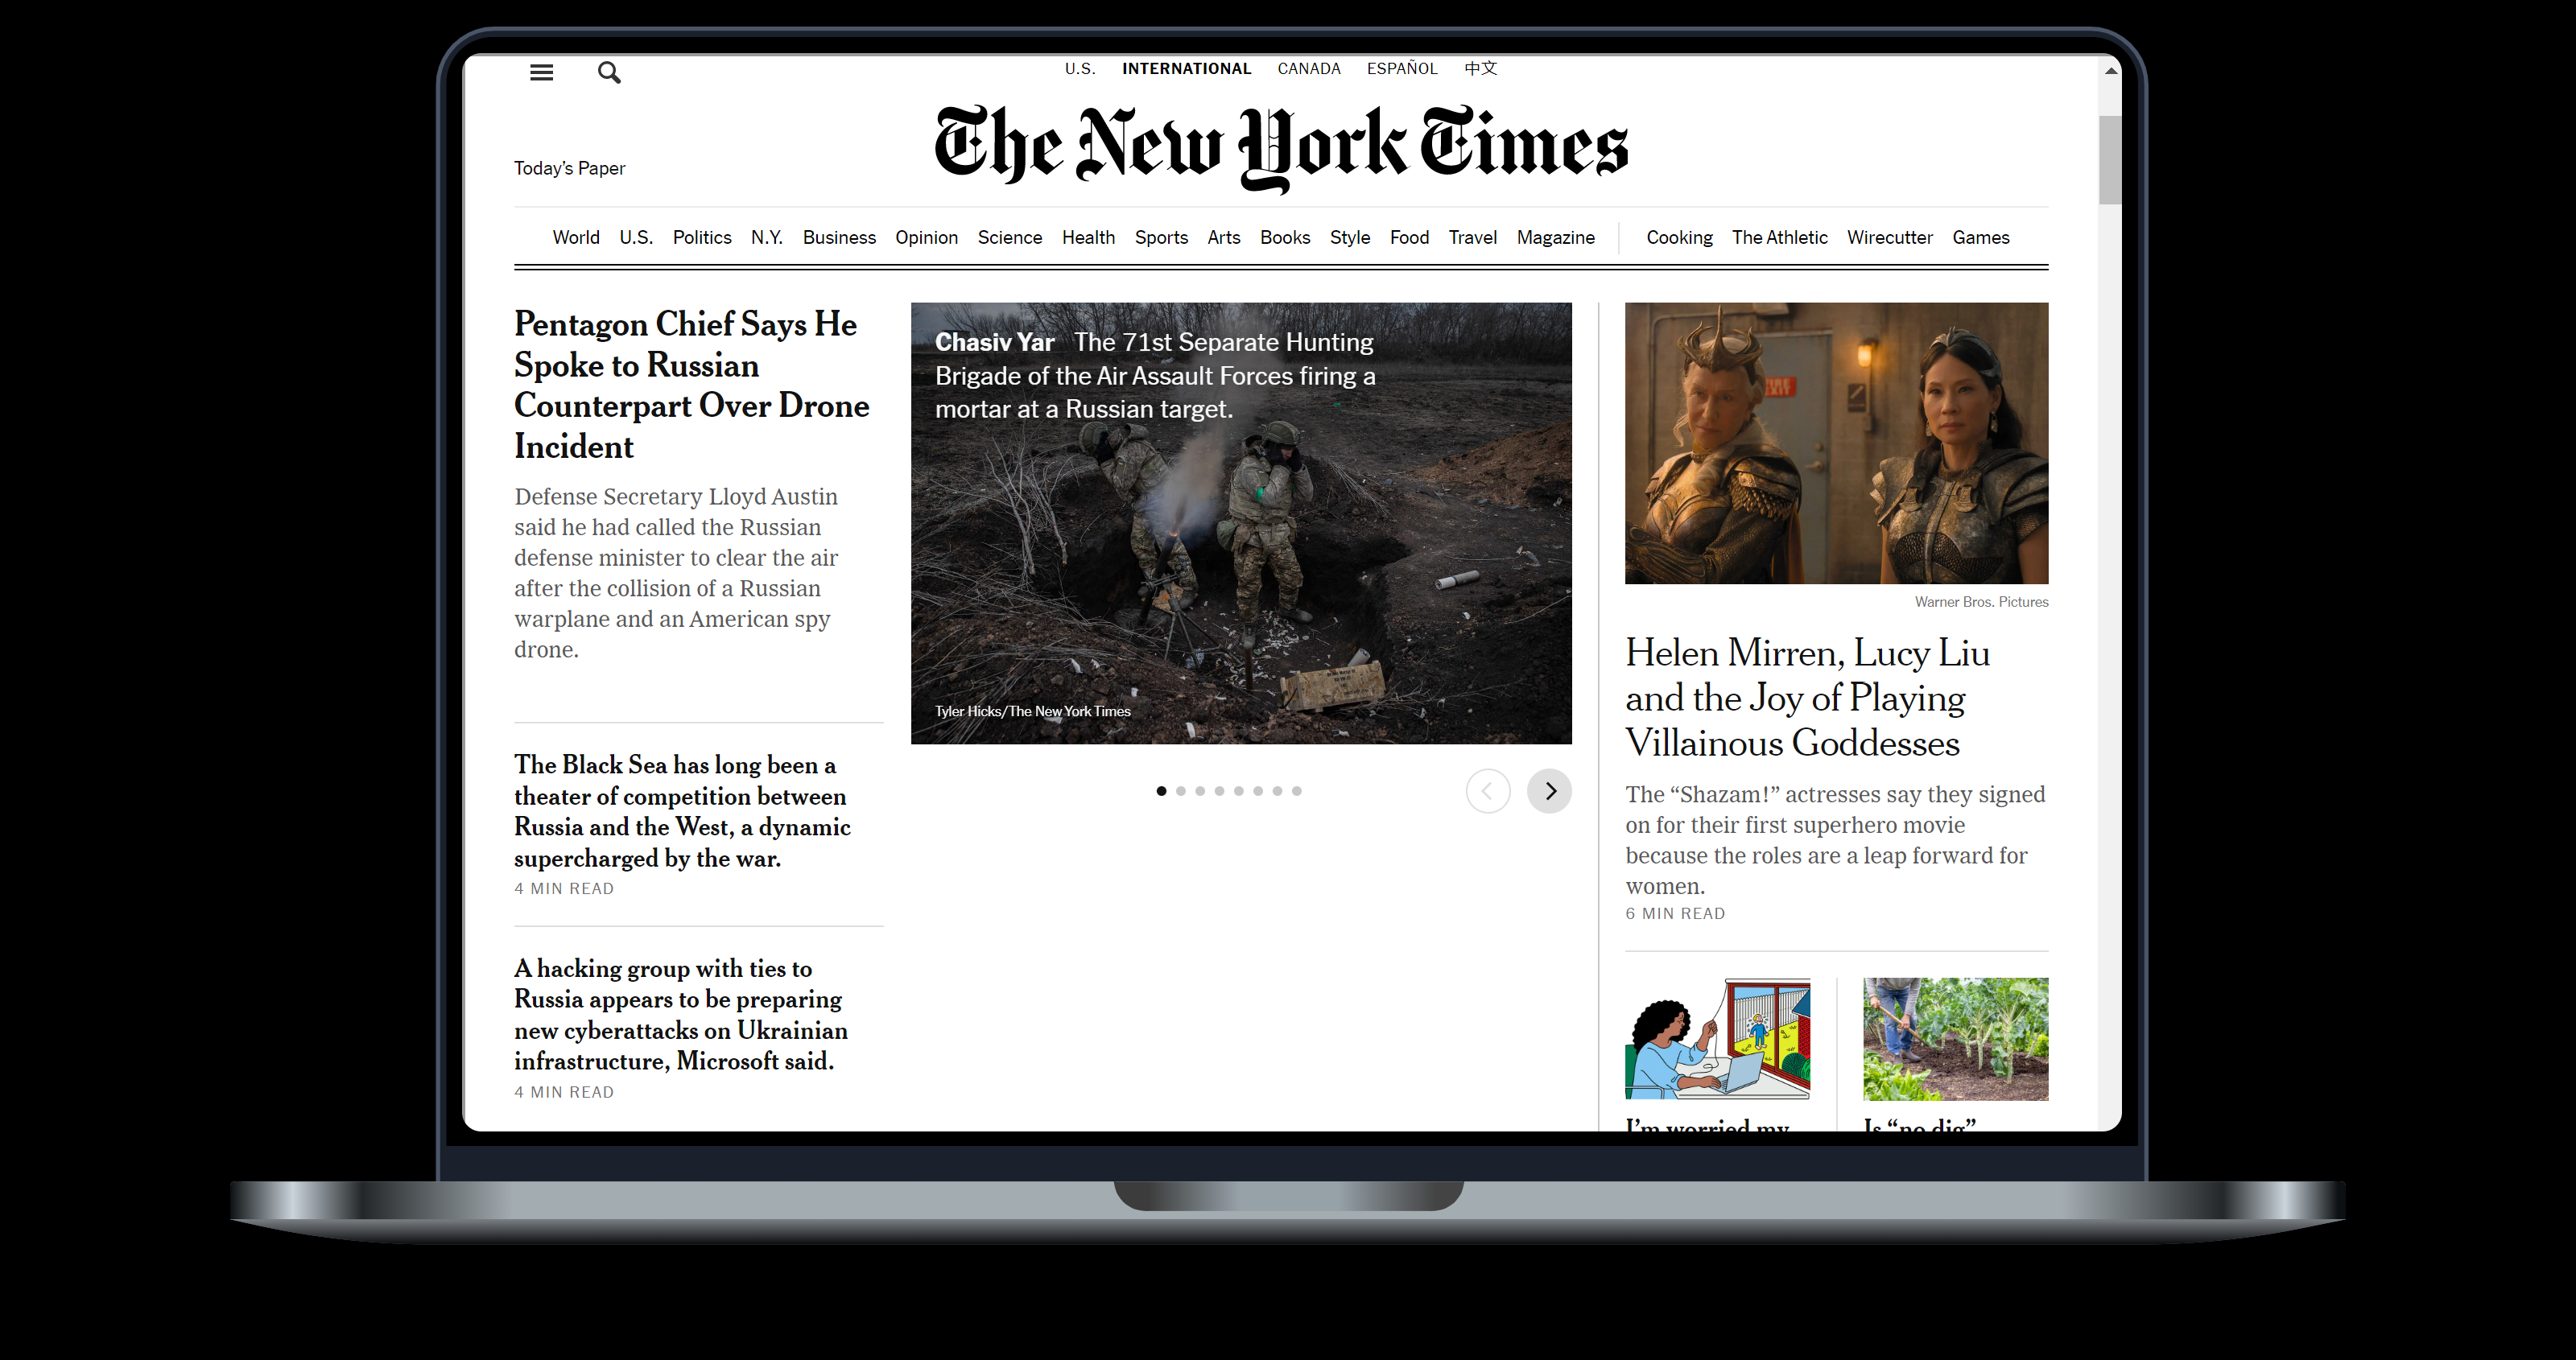 U.S. INTERNATIONAL CANADA ESPAÑOL 中文
The New York Times
Today’s Paper
World U.S. Politics N.Y. Business Opinion Science Health Sports Arts Books Style Food Travel Magazine Cooking The Athletic Wirecutter Games
Pentagon Chief Says He
Spoke to Russian
Counterpart Over Drone
Incident
Defense Secretary Lloyd Austin
said he had called the Russian
defense minister to clear the air
after the collision of a Russian
warplane and an American spy
drone.
The Black Sea has long been a
theater of competition between
Russia and the West, a dynamic
supercharged by the war.
4 MIN READ
A hacking group with ties to
Russia appears to be preparing
new cyberattacks on Ukrainian
infrastructure, Microsoft said.
4 MIN READ
Chasiv Yar The 71st Separate Hunting
Brigade of the Air Assault Forces firing a
mortar at a Russian target.
Tyler Hicks/The New York Times
FIRE
EXIT
Warner Bros. Pictures
Helen Mirren, Lucy Liu
and the Joy of Playing
Villainous Goddesses
The “Shazam!” actresses say they signed
on for their first superhero movie
because the roles are a leap forward for
women.
6 MIN READ
I’m worried my
Is “no dig”